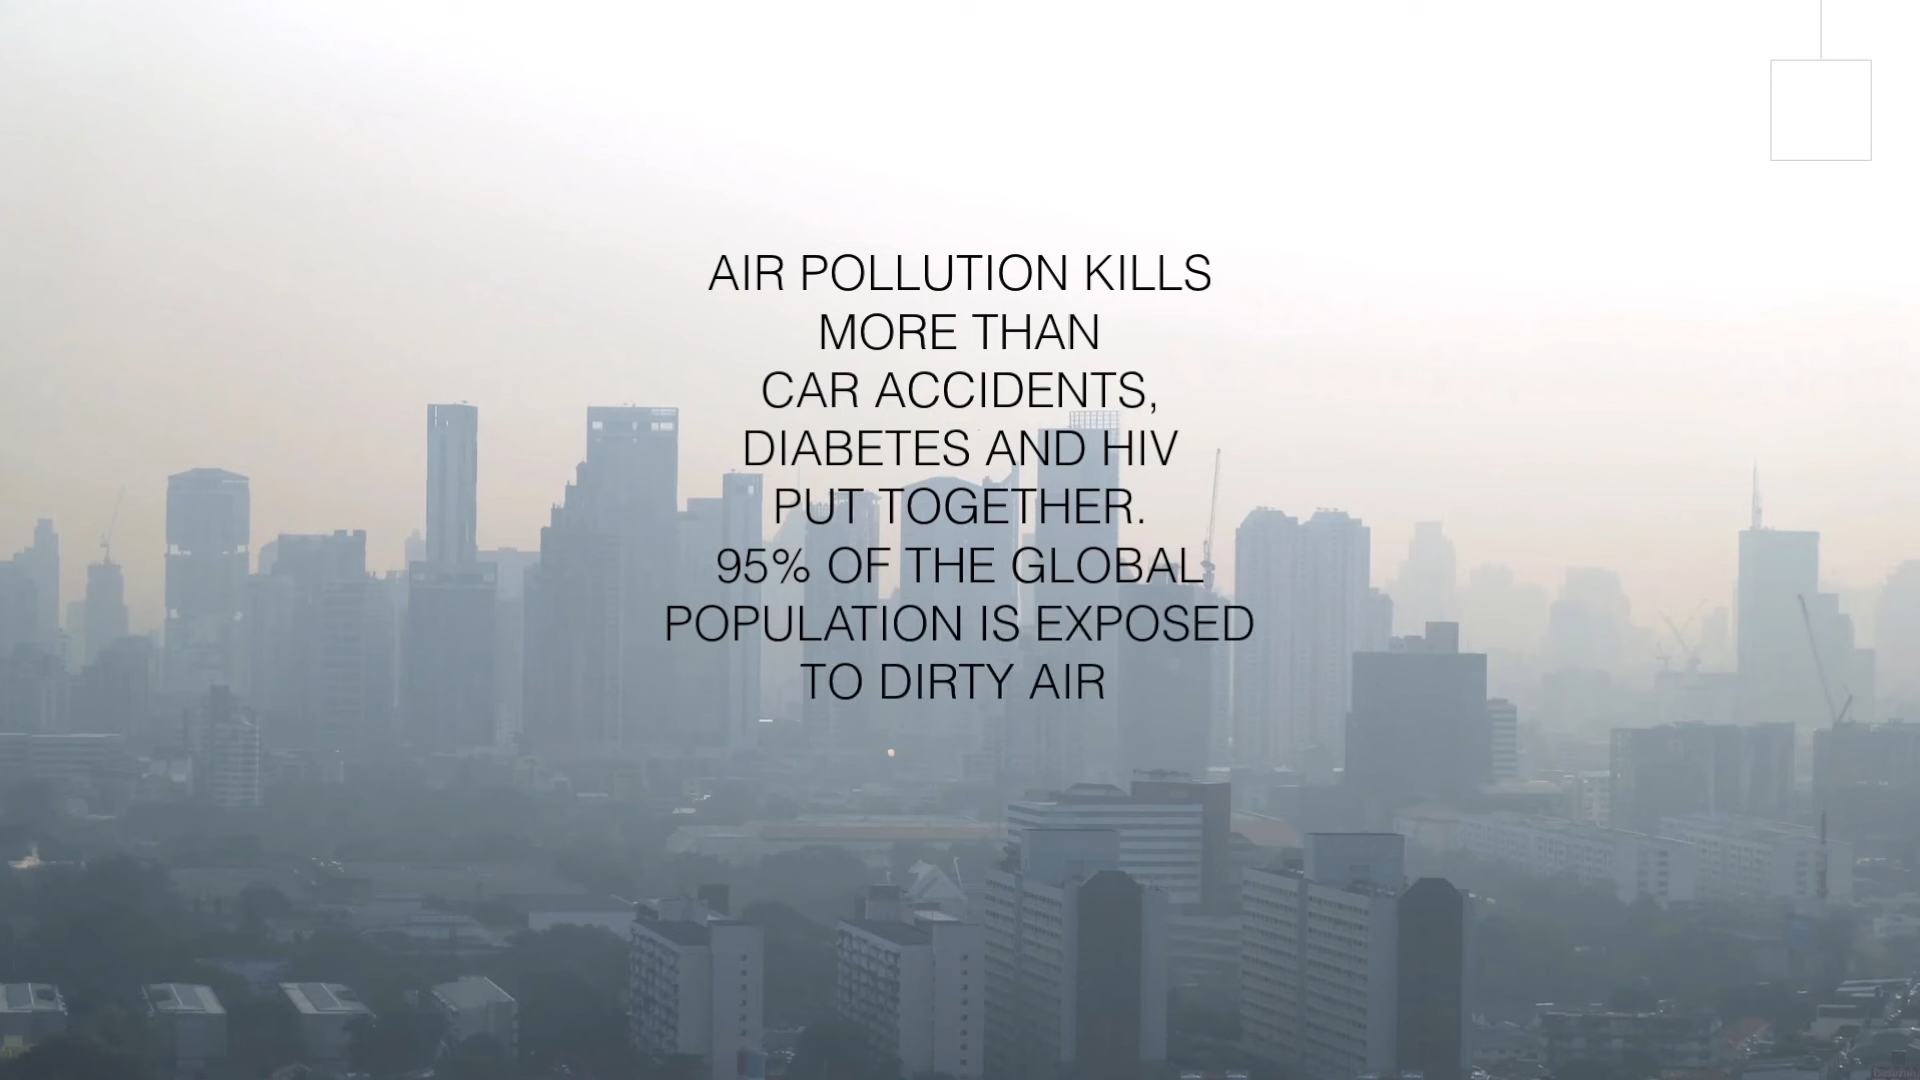 AIR POLLUTION KILLS
MORE THAN
CAR ACCIDENTS,
DIABETES AND HIV
PUT TOGETHER.
95% OF THE GLOBAL
POPULATION IS EXPOSED
TO DIRTY AIR